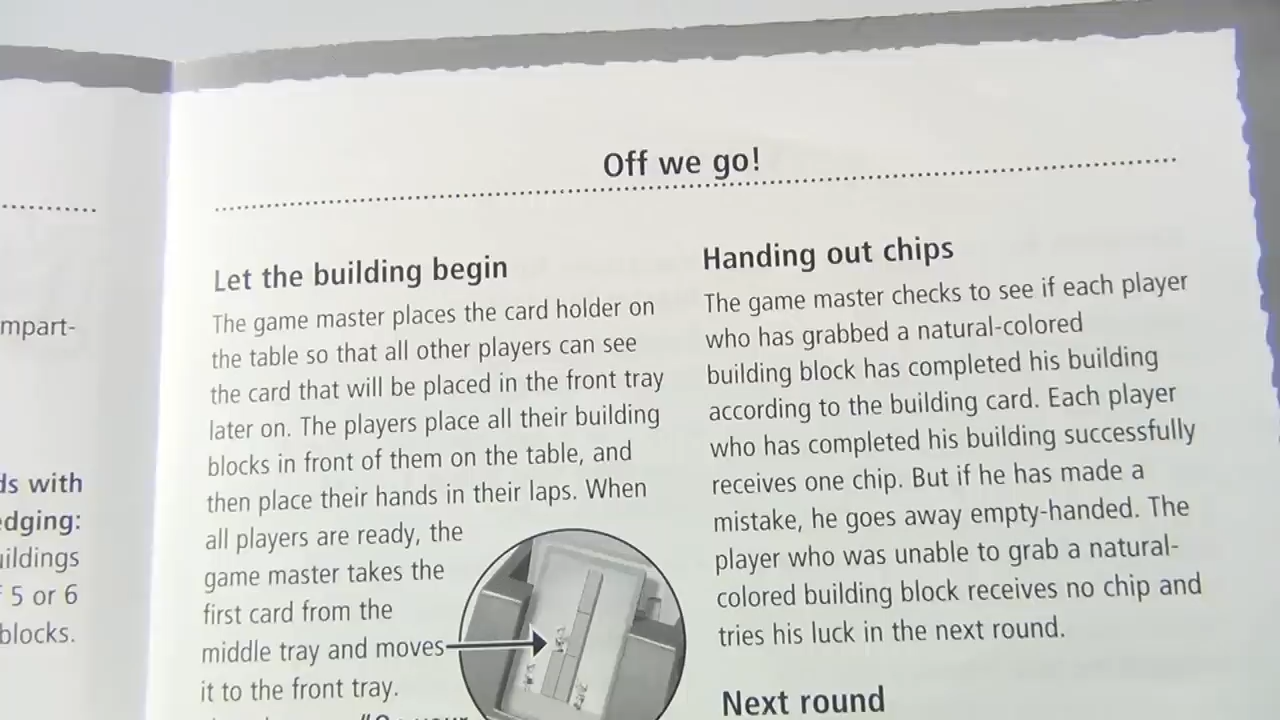 mpart-
ds with
edging:
uildings
5 or 6
blocks.
Off we go!
Let the building begin
The game master places the card holder on
the table so that all other players can see
the card that will be placed in the front tray
later on. The players place all their building
blocks in front of them on the table, and
then place their hands in their laps. When
all players are ready, the
game master takes the
first card from the
middle tray and moves
it to the front tray.
Handing out chips
The game master checks to see if each player
who has grabbed a natural-colored
building block has completed his building
according to the building card. Each player
who has completed his building successfully
receives one chip. But if he has made a
mistake, he goes away empty-handed. The
player who was unable to grab a natural-
colored building block receives no chip and
tries his luck in the next round.
Next round